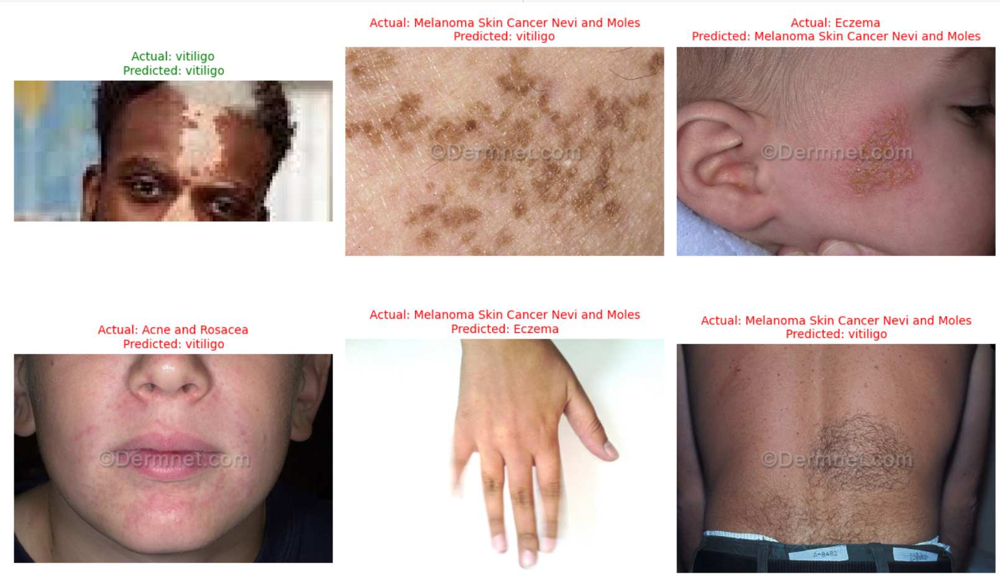 Actual: vitiligo
Predicted: vitiligo
Actual: Melanoma Skin Cancer Nevi and Moles
Predicted: vitiligo
©Dermnet.com
Actual: Eczema
Predicted: Melanoma Skin Cancer Nevi and Moles
©Dermnet.com
Actual: Acne and Rosacea
Predicted: vitiligo
©Dermnet.com
Actual: Melanoma Skin Cancer Nevi and Moles
Predicted: Eczema
Actual: Melanoma Skin Cancer Nevi and Moles
Predicted: vitiligo
©Dermnet.com
A-8482